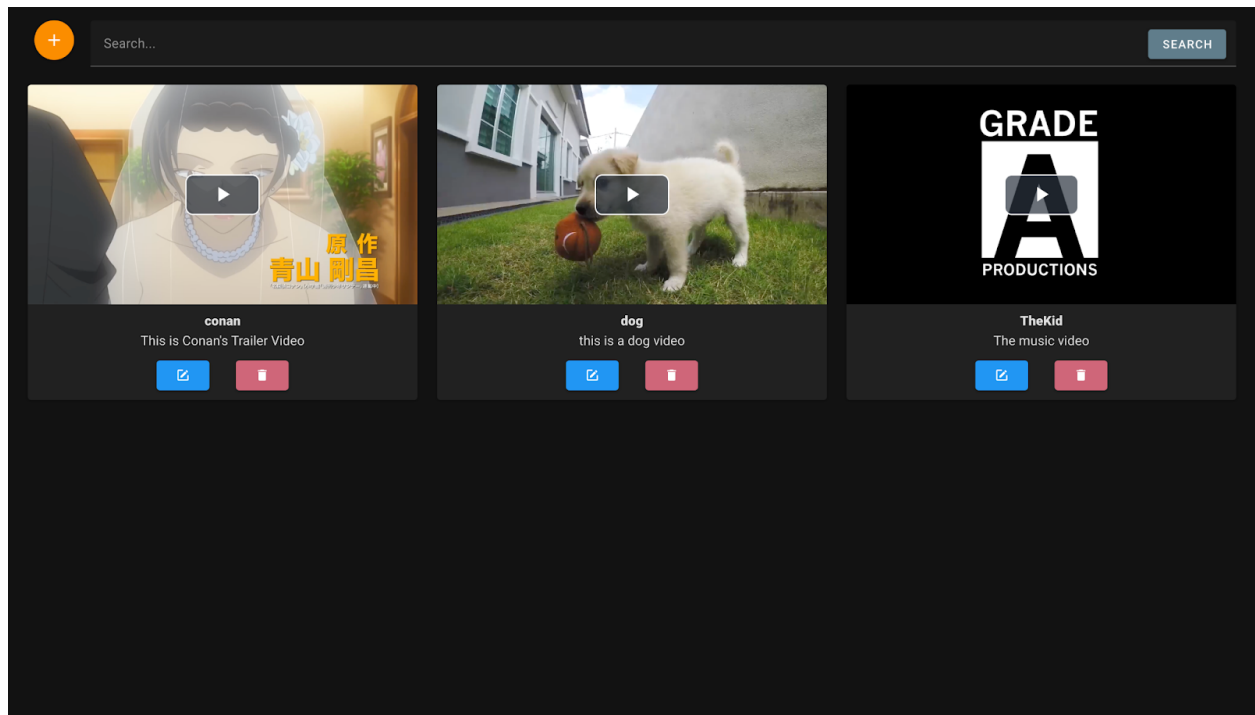 Search...
SEARCH
原作
青山 剛昌
GRADE
A
PRODUCTIONS
conan
This is Conan's Trailer Video
dog
this is a dog video
TheKid
The music video